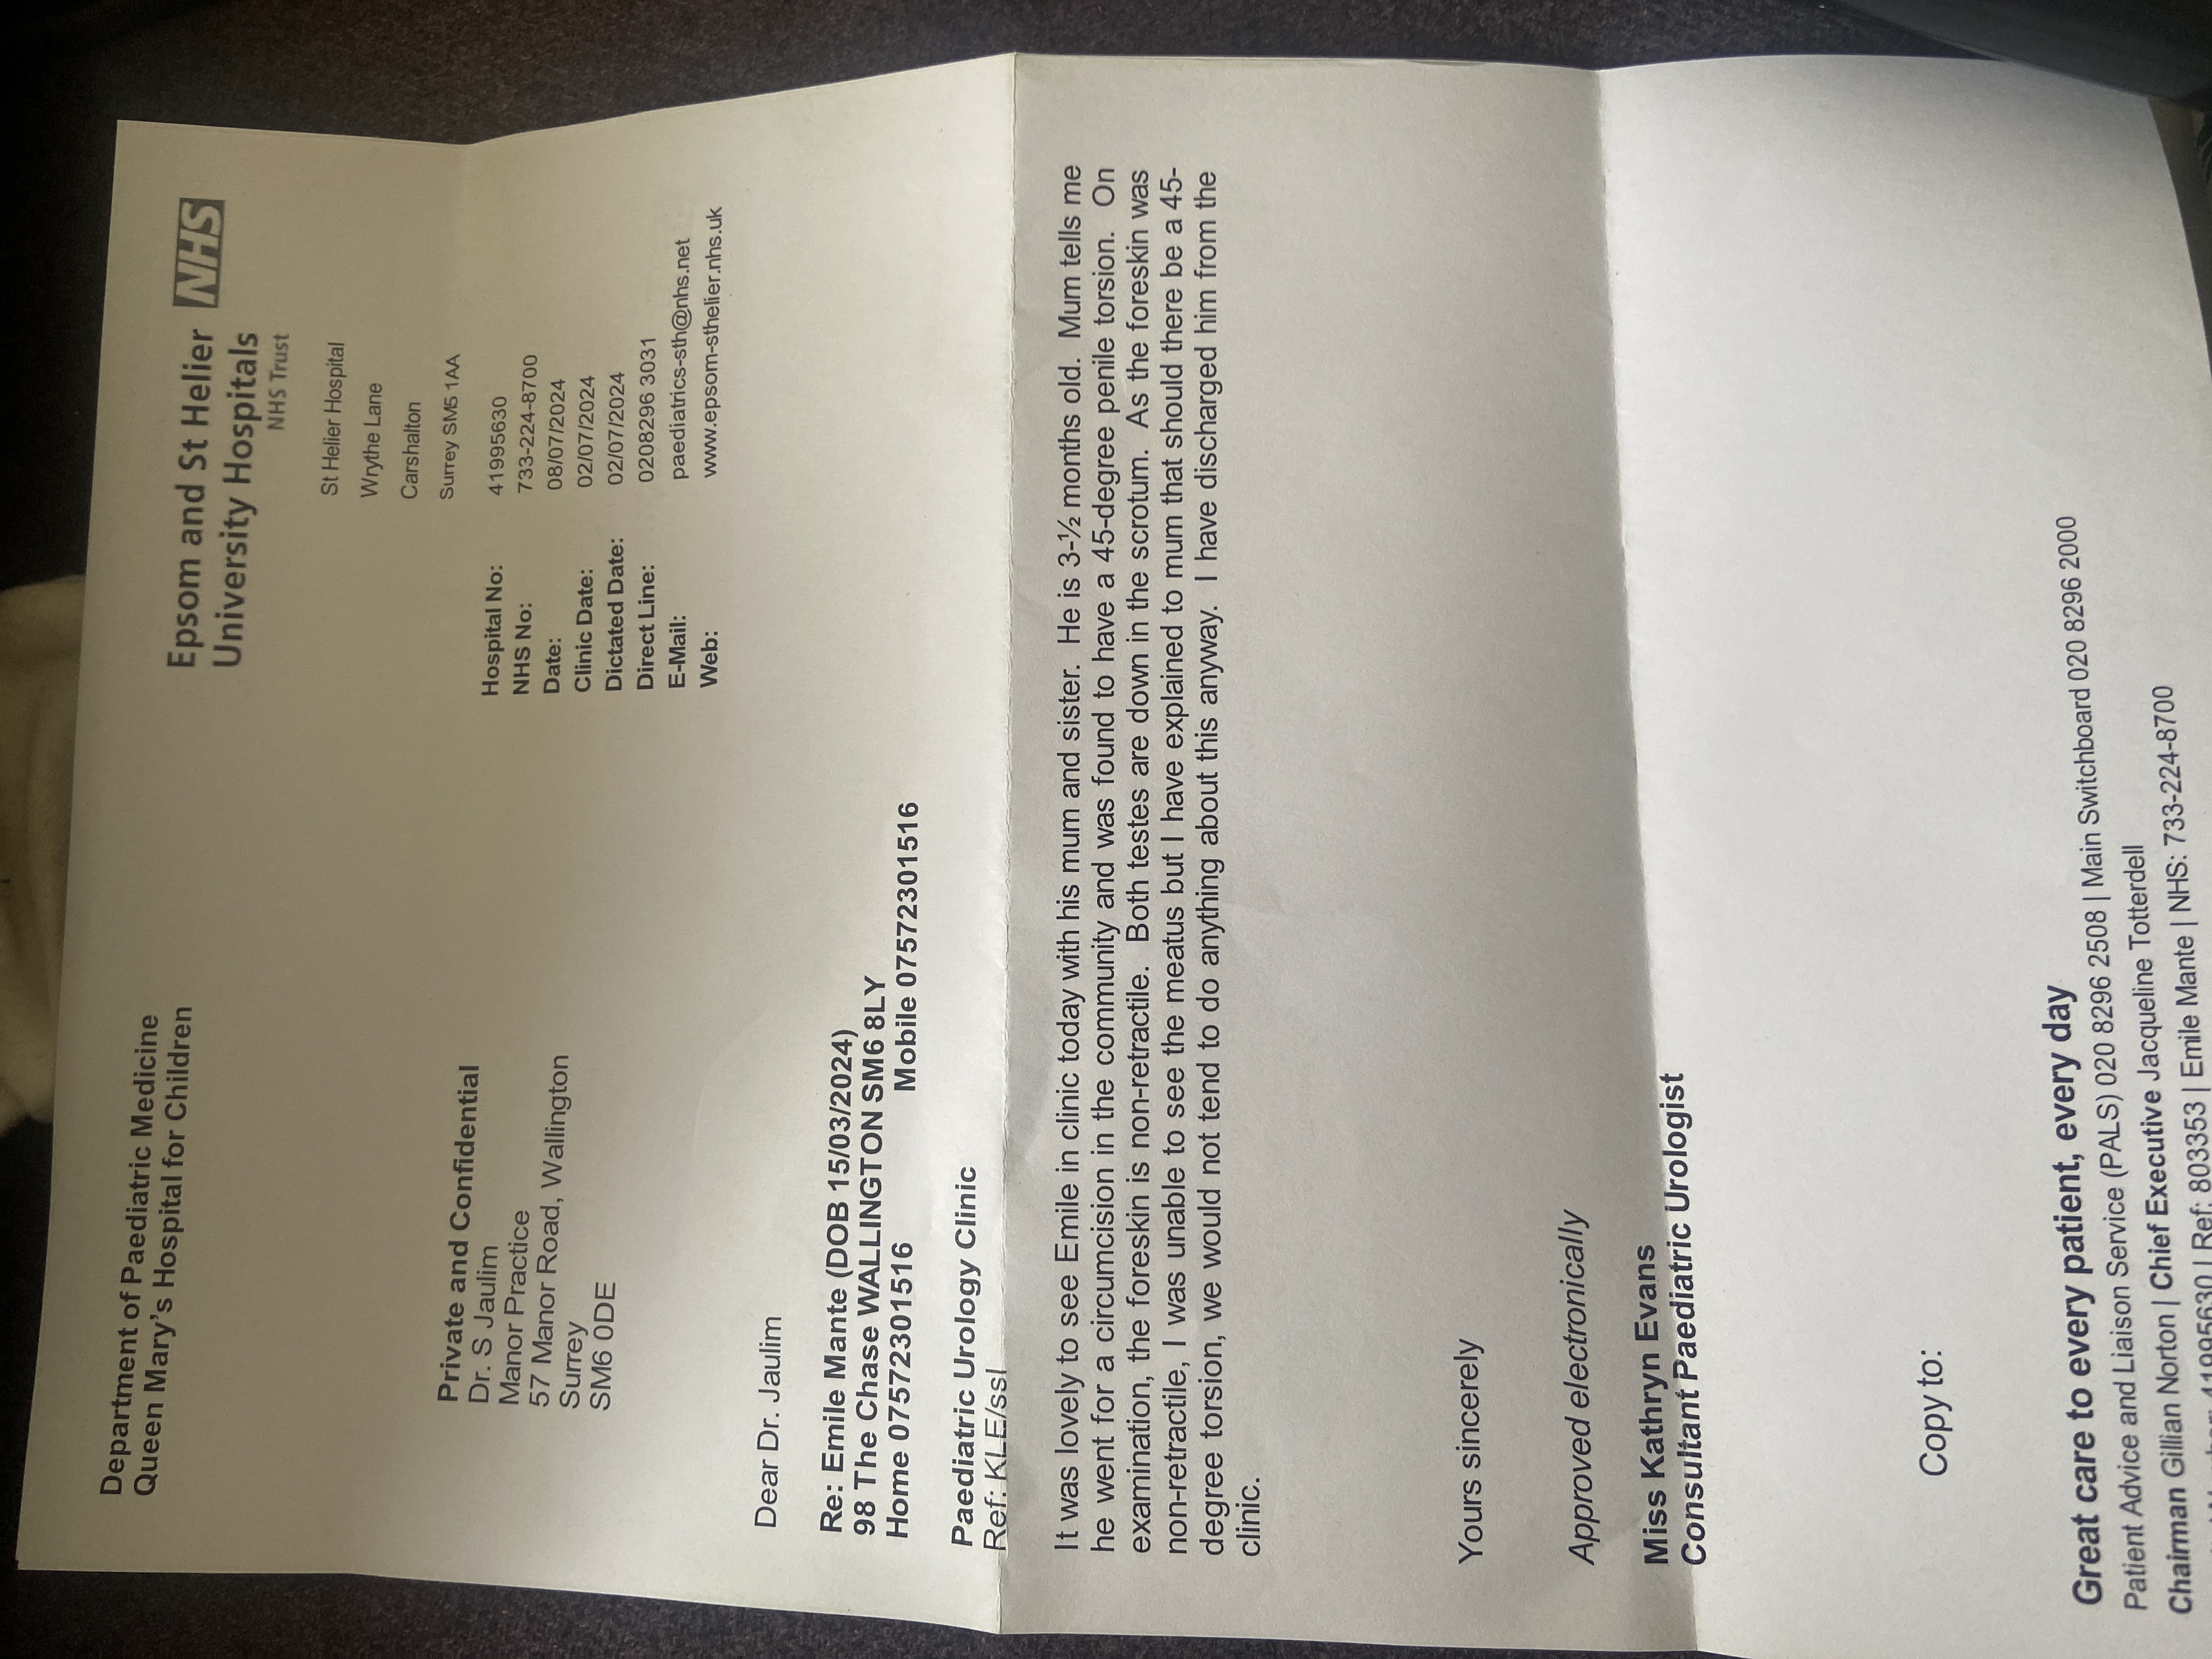 Department of Paediatric Medicine
Queen Mary's Hospital for Children
Epsom and St Helier NHS
University Hospitals
NHS Trust
St Helier Hospital
Wrythe Lane
Carshalton
Surrey SM5 1AA
Private and Confidential
Dr. S Jaulim
Manor Practice
57 Manor Road, Wallington
Surrey
SM6 0DE
Hospital No: 41995630
NHS No: 733-224-8700
Date: 08/07/2024
Clinic Date: 02/07/2024
Dictated Date: 02/07/2024
Direct Line: 0208296 3031
E-Mail: paediatrics-sth@nhs.net
Web: www.epsom-sthelier.nhs.uk
Dear Dr. Jaulim
Re: Emile Mante (DOB 15/03/2024)
98 The Chase WALLINGTON SM6 8LY
Home 07572301516 Mobile 07572301516
Paediatric Urology Clinic
Ref: KLE/ssl
It was lovely to see Emile in clinic today with his mum and sister. He is 3-½ months old. Mum tells me
he went for a circumcision in the community and was found to have a 45-degree penile torsion. On
examination, the foreskin is non-retractile. Both testes are down in the scrotum. As the foreskin was
non-retractile, I was unable to see the meatus but I have explained to mum that should there be a 45-
degree torsion, we would not tend to do anything about this anyway. I have discharged him from the
clinic.
Yours sincerely
Approved electronically
Miss Kathryn Evans
Consultant Paediatric Urologist
Copy to:
Great care to every patient, every day
Patient Advice and Liaison Service (PALS) 020 8296 2508 | Main Switchboard 020 8296 2000
Chairman Gillian Norton | Chief Executive Jacqueline Totterdell
41995630 | Ref: 803353 | Emile Mante | NHS: 733-224-8700